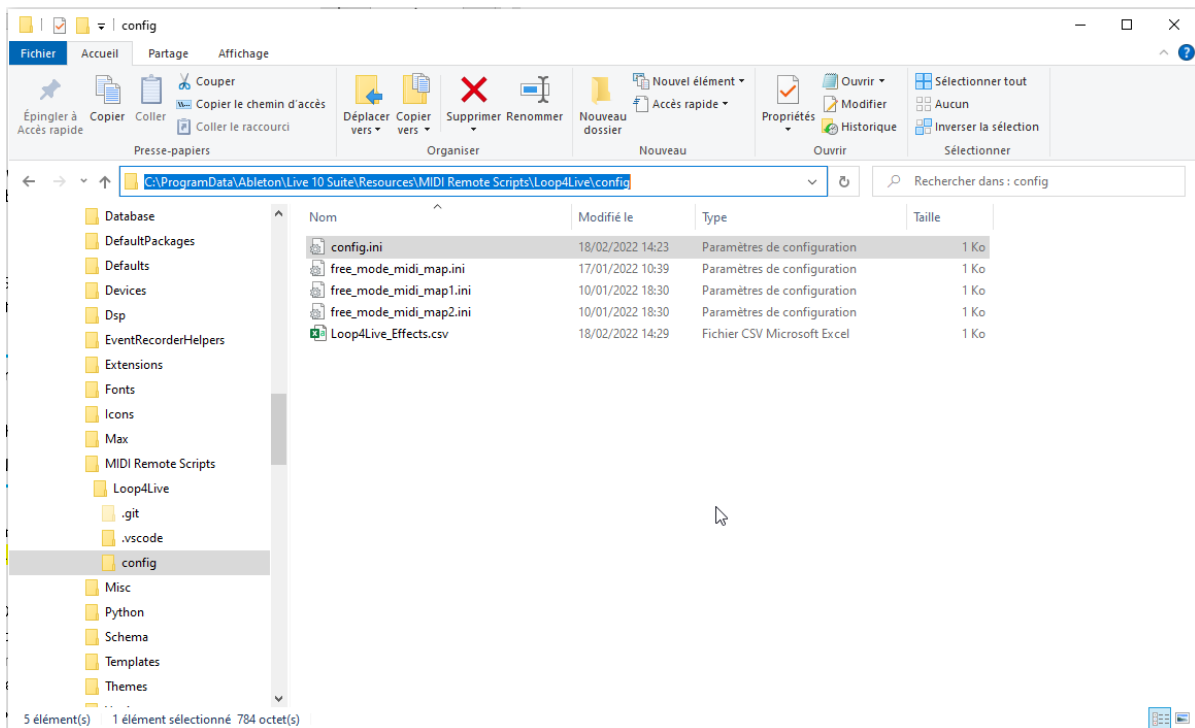 config
Fichier Accueil Partage Affichage
Épingler à Accès rapide
Copier
Coller
Couper
Copier le chemin d'accès
Coller le raccourci
Presse-papiers
Déplacer vers
Copier vers
Supprimer
Renommer
Organiser
Nouveau dossier
Nouvel élément
Accès rapide
Nouveau
Propriétés
Ouvrir
Modifier
Historique
Ouvrir
Sélectionner tout
Aucun
Inverser la sélection
Sélectionner
C:\ProgramData\Ableton\Live 10 Suite\Resources\MIDI Remote Scripts\Loop4Live\config
Rechercher dans : config
Database
DefaultPackages
Defaults
Devices
Dsp
EventRecorderHelpers
Extensions
Fonts
Icons
Max
MIDI Remote Scripts
Loop4Live
.git
.vscode
config
Misc
Python
Schema
Templates
Themes
Nom Modifié le Type Taille
config.ini 18/02/2022 14:23 Paramètres de configuration 1 Ko
free_mode_midi_map.ini 17/01/2022 10:39 Paramètres de configuration 1 Ko
free_mode_midi_map1.ini 10/01/2022 18:30 Paramètres de configuration 1 Ko
free_mode_midi_map2.ini 10/01/2022 18:30 Paramètres de configuration 1 Ko
Loop4Live_Effects.csv 18/02/2022 14:29 Fichier CSV Microsoft Excel 1 Ko
5 élément(s) 1 élément sélectionné 784 octet(s)